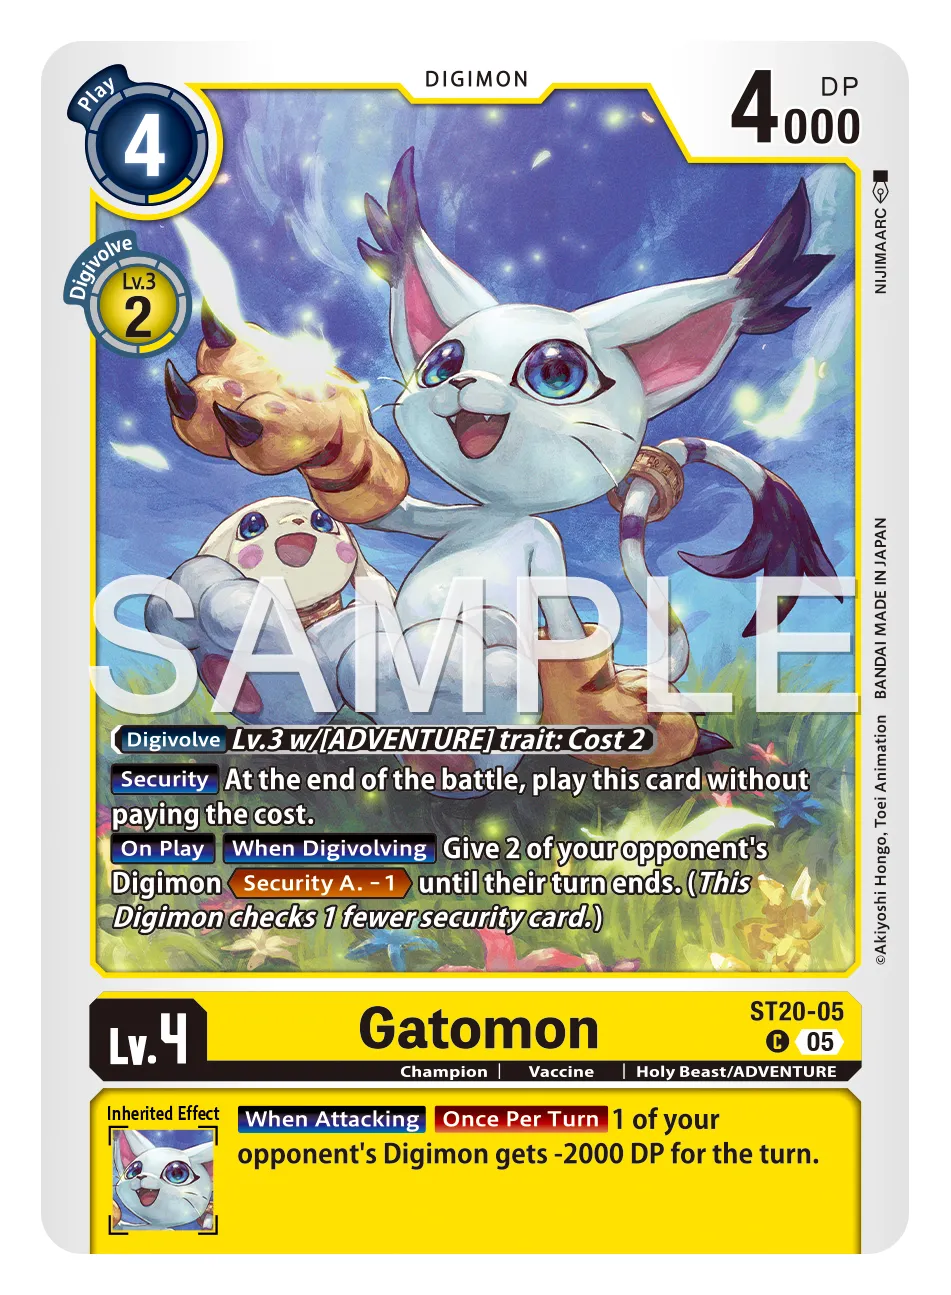 DIGIMON
Play
4
DP
4000
Digivolve
Lv.3
2
NIJIMAARC
BANDAI MADE IN JAPAN
©Akiyoshi Hongo, Toei Animation
SAMPLE
Digivolve Lv.3 w/[ADVENTURE] trait: Cost 2
Security At the end of the battle, play this card without
paying the cost.
On Play When Digivolving Give 2 of your opponent's
Digimon Security A. -1 until their turn ends. (This
Digimon checks 1 fewer security card.)
Lv.4
Gatomon
ST20-05
C 05
Champion | Vaccine | Holy Beast/ADVENTURE
Inherited Effect
When Attacking Once Per Turn 1 of your
opponent's Digimon gets -2000 DP for the turn.